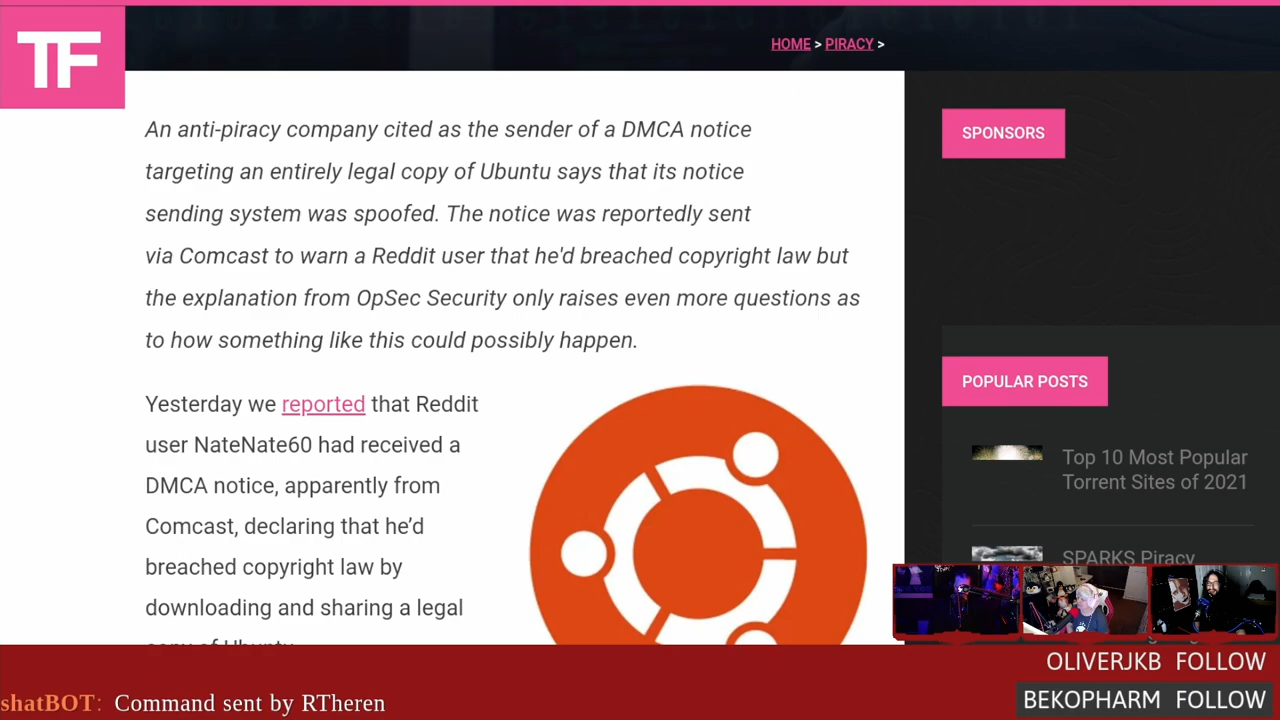 TF
HOME > PIRACY >
An anti-piracy company cited as the sender of a DMCA notice
targeting an entirely legal copy of Ubuntu says that its notice
sending system was spoofed. The notice was reportedly sent
via Comcast to warn a Reddit user that he'd breached copyright law but
the explanation from OpSec Security only raises even more questions as
to how something like this could possibly happen.
Yesterday we reported that Reddit
user NateNate60 had received a
DMCA notice, apparently from
Comcast, declaring that he’d
breached copyright law by
downloading and sharing a legal
copy of Ubuntu
SPONSORS
POPULAR POSTS
Top 10 Most Popular
Torrent Sites of 2021
SPARKS Piracy
OLIVERJKB FOLLOW
BEKOPHARM FOLLOW
shatBOT: Command sent by RTheren